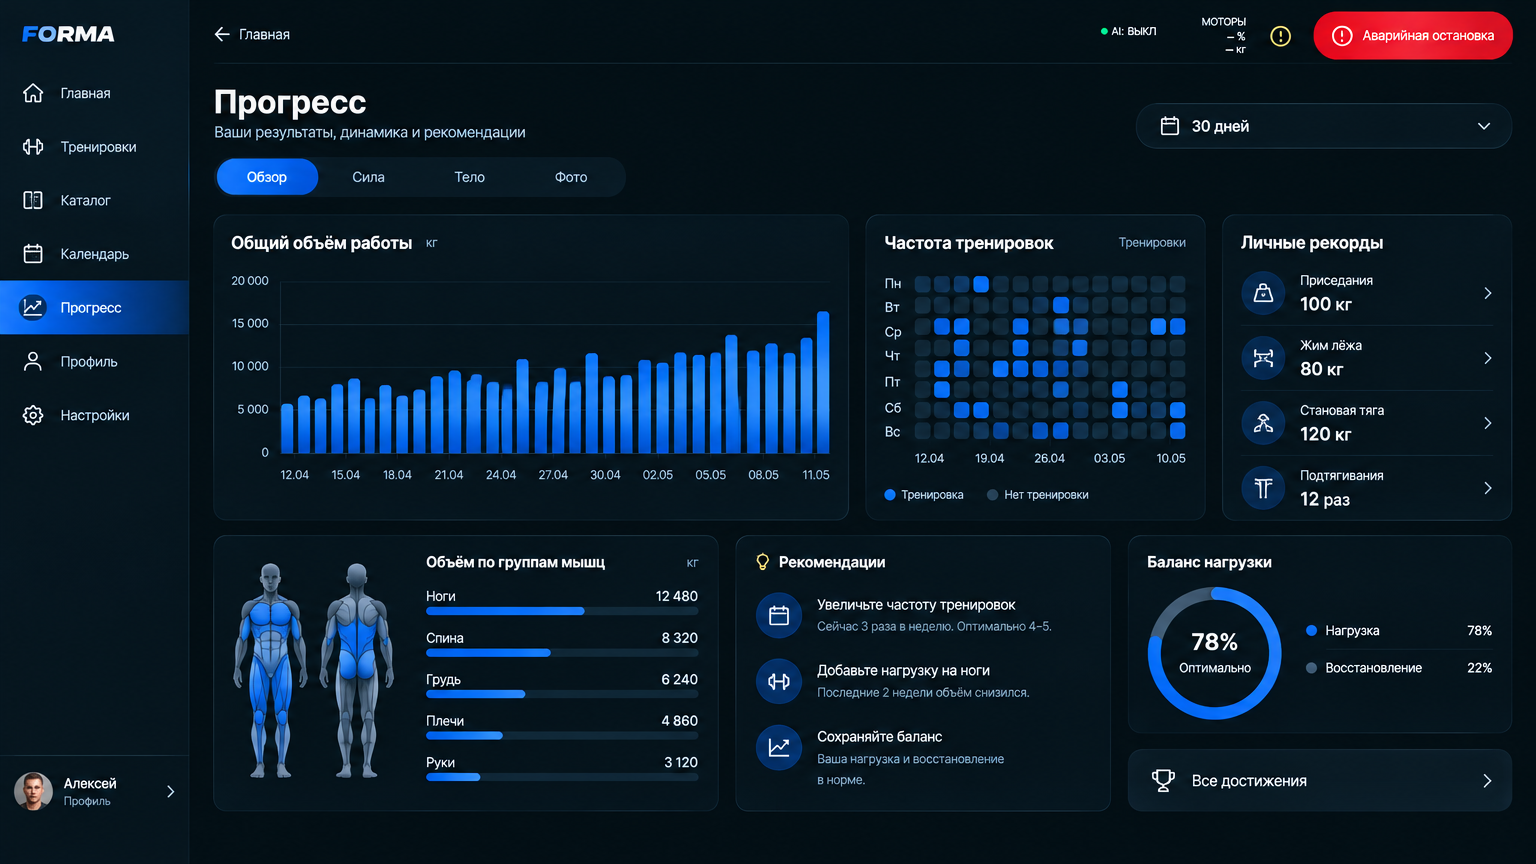 FORMA
Главная
Тренировки
Каталог
Календарь
Прогресс
Профиль
Настройки
Алексей
Профиль
Главная
AI: ВЫКЛ
МОТОРЫ
– %
– кг
Аварийная остановка
Прогресс
Ваши результаты, динамика и рекомендации
30 дней
Обзор
Сила
Тело
Фото
Общий объём работы кг
20 000
15 000
10 000
5 000
0
12.04 15.04 18.04 21.04 24.04 27.04 30.04 02.05 05.05 08.05 11.05
Частота тренировок
Тренировки
Пн
Вт
Ср
Чт
Пт
Сб
Вс
12.04 19.04 26.04 03.05 10.05
Тренировка
Нет тренировки
Личные рекорды
Приседания
100 кг
Жим лёжа
80 кг
Становая тяга
120 кг
Подтягивания
12 раз
Объём по группам мышц кг
Ноги 12 480
Спина 8 320
Грудь 6 240
Плечи 4 860
Руки 3 120
Рекомендации
Увеличьте частоту тренировок
Сейчас 3 раза в неделю. Оптимально 4–5.
Добавьте нагрузку на ноги
Последние 2 недели объём снизился.
Сохраняйте баланс
Ваша нагрузка и восстановление
в норме.
Баланс нагрузки
78%
Оптимально
Нагрузка 78%
Восстановление 22%
Все достижения